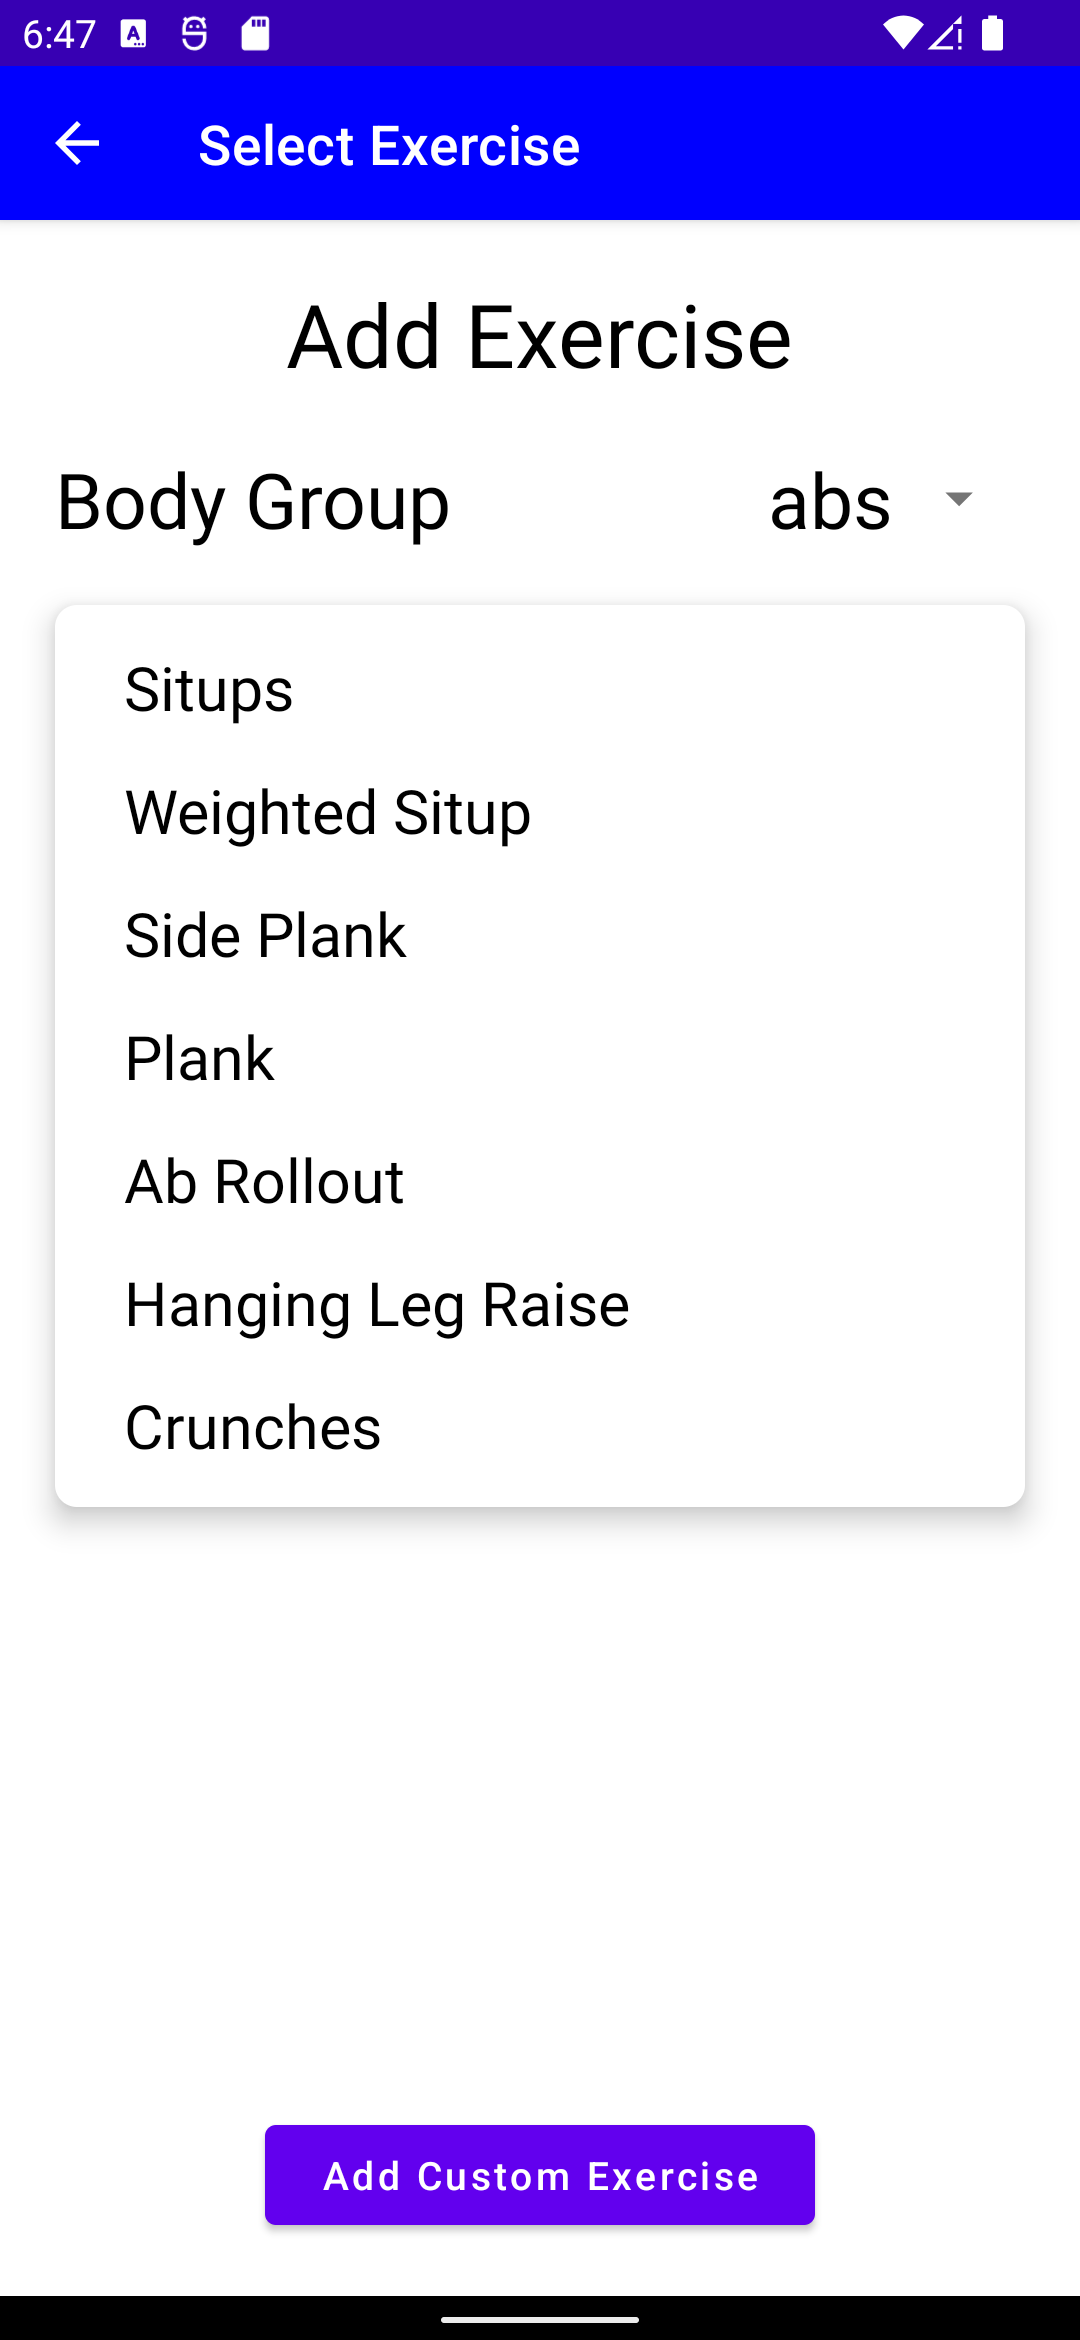 6:47
Select Exercise
Add Exercise
Body Group abs
Situps
Weighted Situp
Side Plank
Plank
Ab Rollout
Hanging Leg Raise
Crunches
Add Custom Exercise